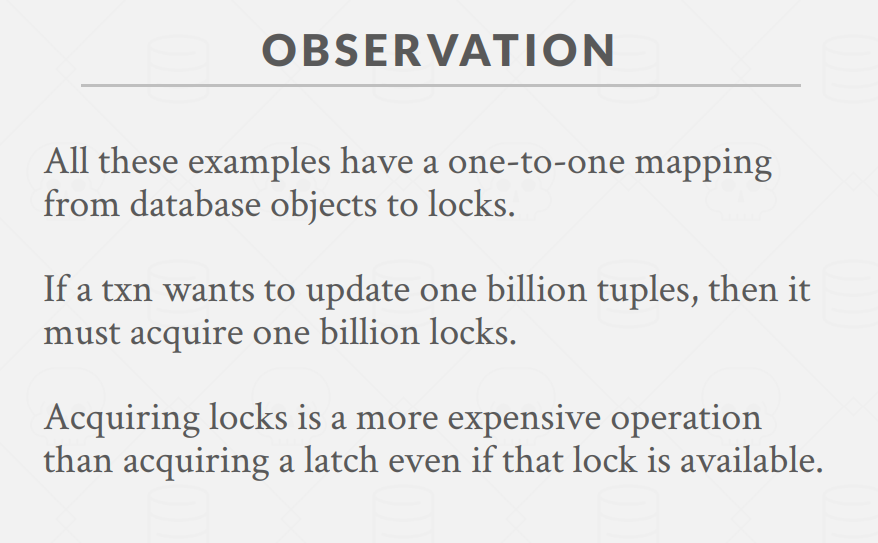 OBSERVATION
All these examples have a one-to-one mapping
from database objects to locks.
If a txn wants to update one billion tuples, then it
must acquire one billion locks.
Acquiring locks is a more expensive operation
than acquiring a latch even if that lock is available.